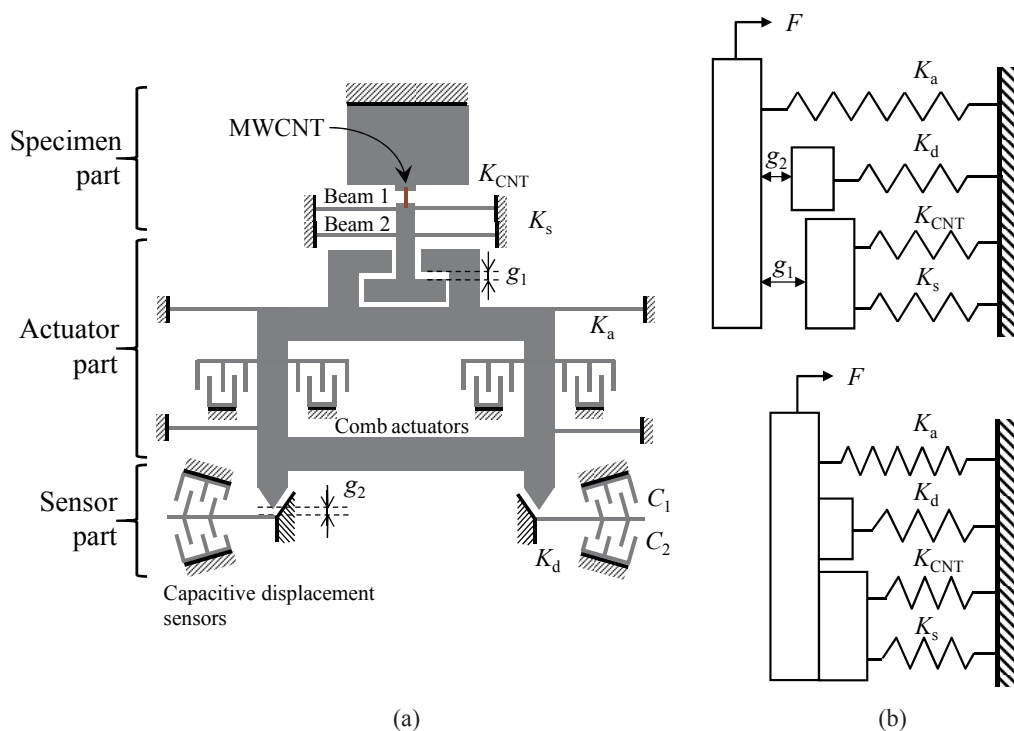 Specimen
part
MWCNT
K_CNT
Beam 1
Beam 2
K_s
g_1
Actuator
part
K_a
Comb actuators
Sensor
part
g_2
C_1
C_2
K_d
Capacitive displacement
sensors
(a)
F
K_a
g_2
K_d
K_CNT
g_1
K_s
F
K_a
K_d
K_CNT
K_s
(b)